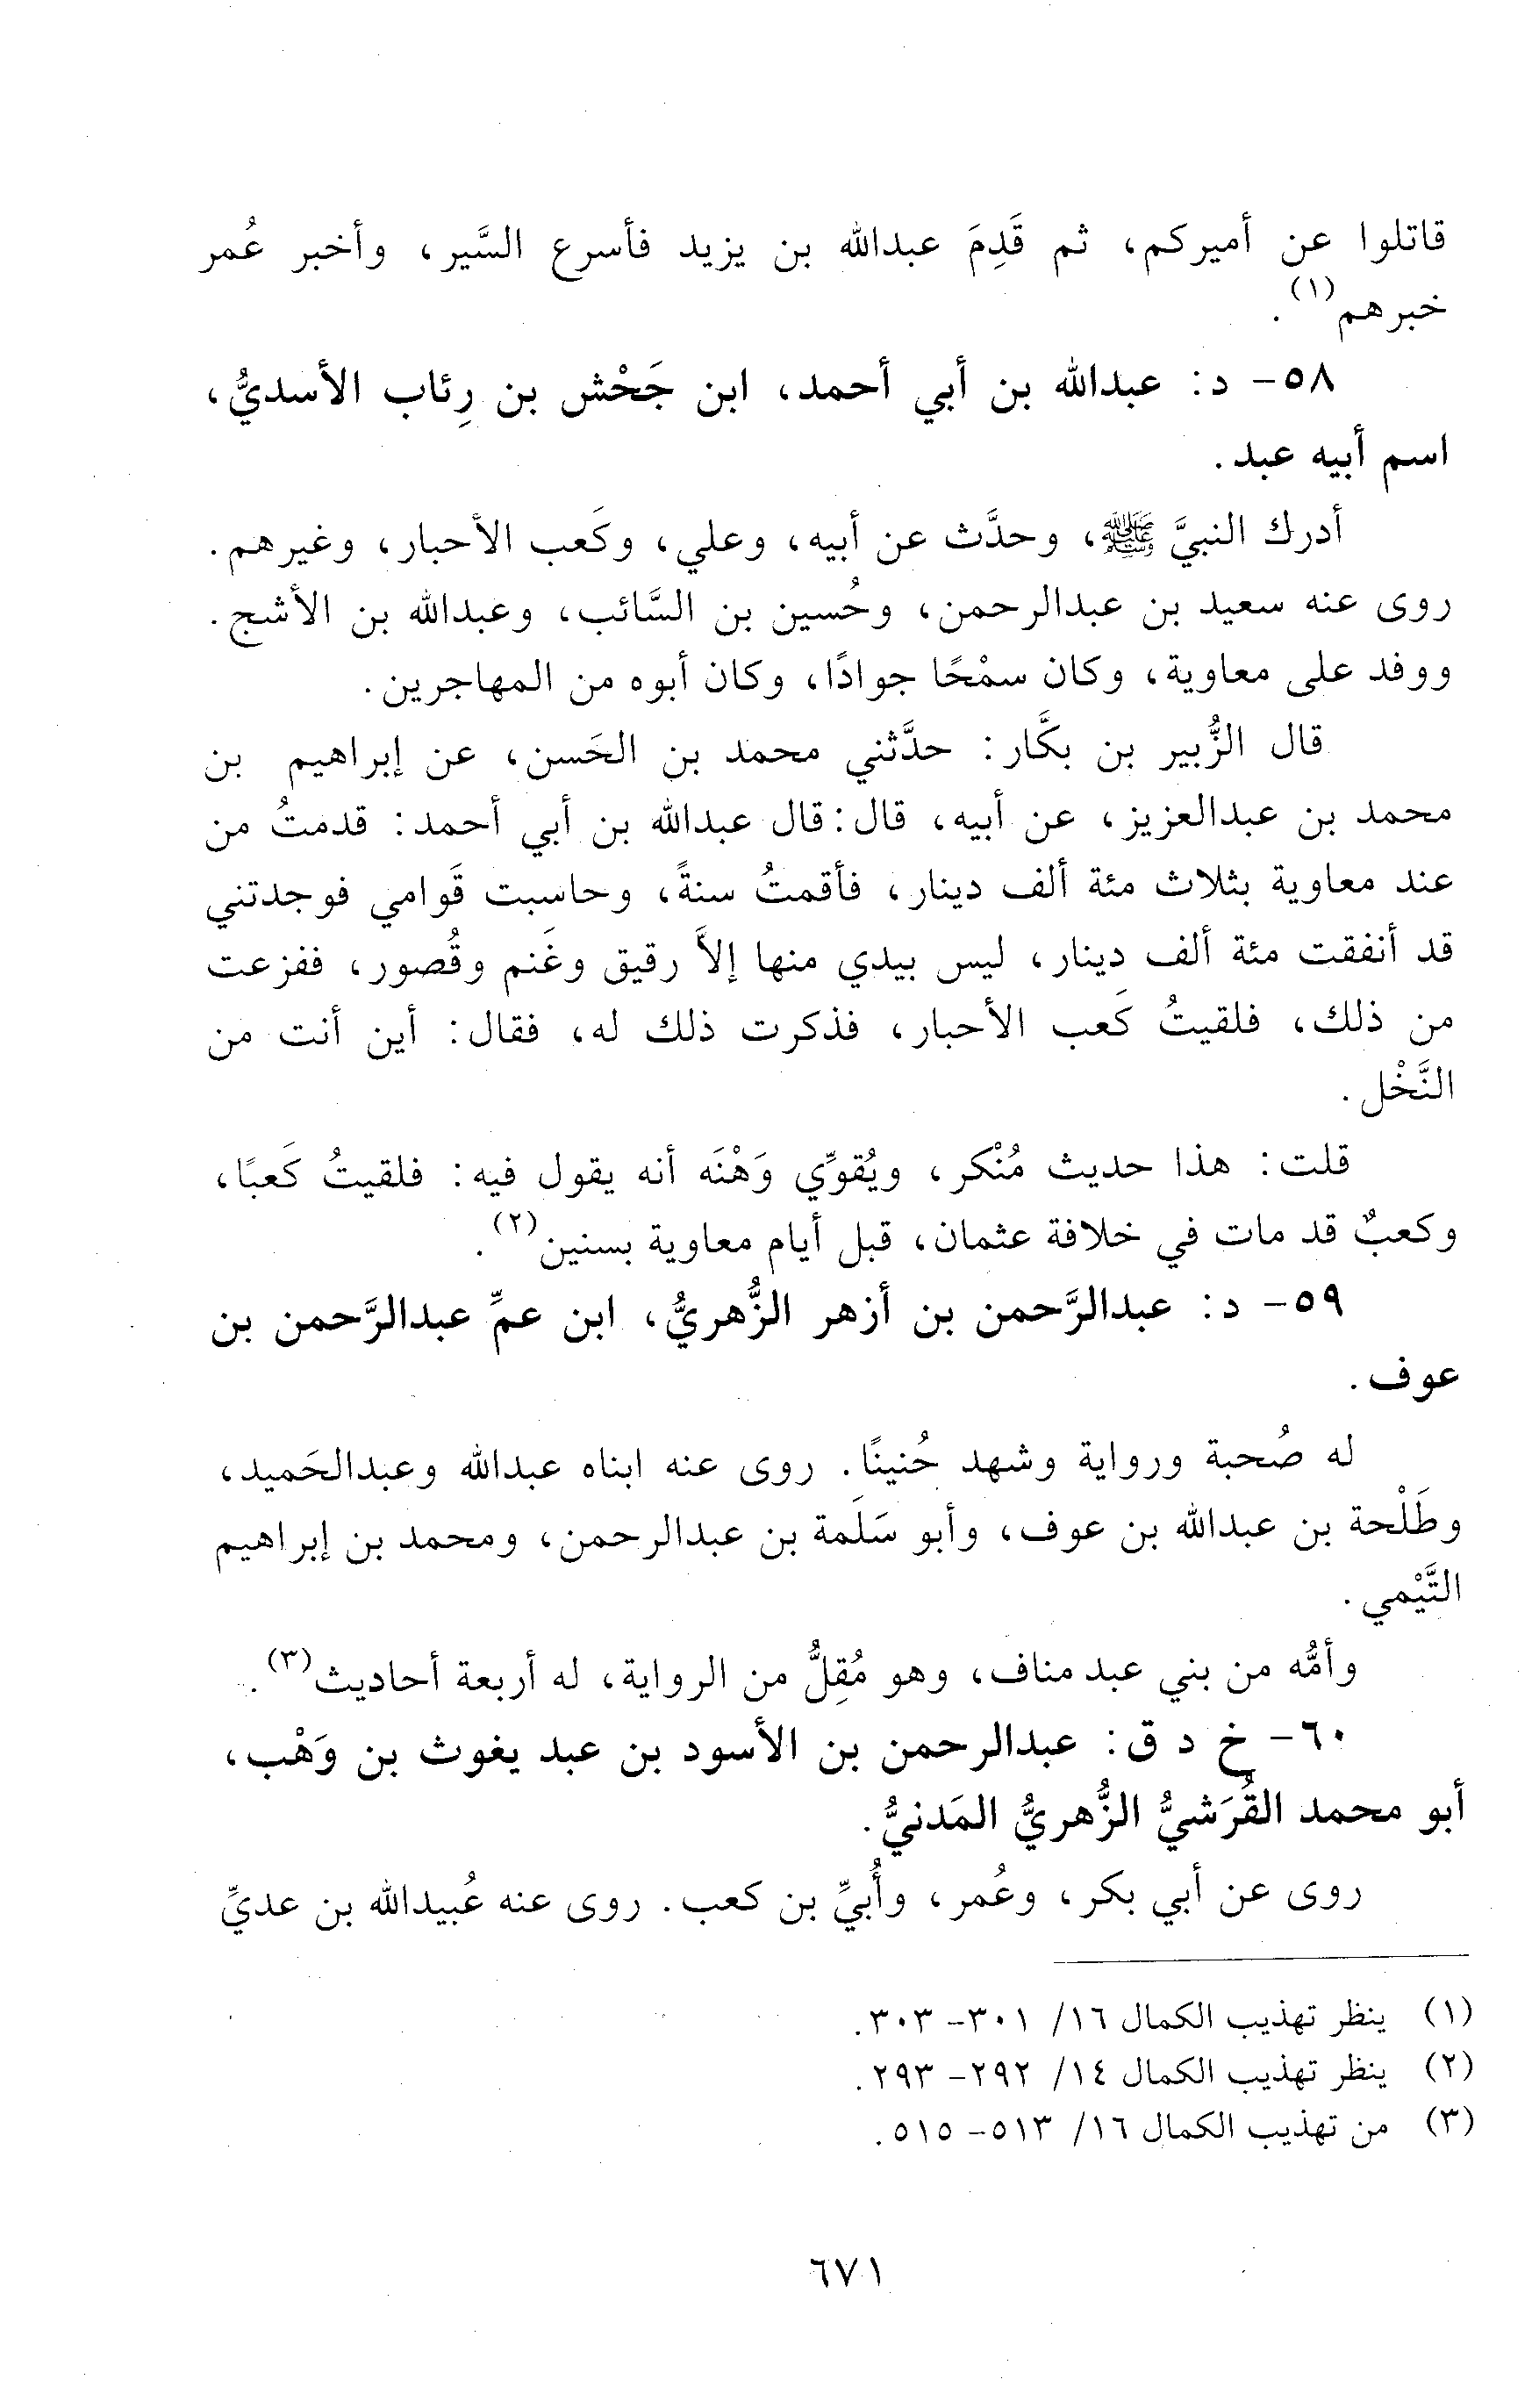 قاتلوا عن أميركم، ثم قَدِمَ عبدالله بن يزيد فأسرع السَّير، وأخبر عُمر
خبرهم(١).
٥٨- د: عبدالله بن أبي أحمد، ابن جَحْش بن رِئاب الأسديُّ،
اسم أبيه عبد.
أدرك النبيَّ ﷺ، وحدَّث عن أبيه، وعلي، وكَعب الأحبار، وغيرهم.
روى عنه سعيد بن عبدالرحمن، وحُسين بن السَّائب، وعبدالله بن الأشج.
ووفد على معاوية، وكان سمْحًا جوادًا، وكان أبوه من المهاجرين.
قال الزُّبير بن بكَّار: حدَّثني محمد بن الحَسن، عن إبراهيم بن
محمد بن عبدالعزيز، عن أبيه، قال: قال عبدالله بن أبي أحمد: قدمتُ من
عند معاوية بثلاث مئة ألف دينار، فأقمتُ سنةً، وحاسبت قَوامي فوجدتني
قد أنفقت مئة ألف دينار، ليس بيدي منها إلاَّ رقيق وغَنم وقُصور، ففزعت
من ذلك، فلقيتُ كَعب الأحبار، فذكرت ذلك له، فقال: أين أنت من
النَّخْل.
قلت: هذا حديث مُنْكر، ويُقوِّي وَهْنَه أنه يقول فيه: فلقيتُ كَعبًا،
وكعبٌ قد مات في خلافة عثمان، قبل أيام معاوية بسنين(٢).
٥٩- د: عبدالرَّحمن بن أزهر الزُّهريُّ، ابن عمِّ عبدالرَّحمن بن
عوف.
له صُحبة ورواية وشهد حُنينًا. روى عنه ابناه عبدالله وعبدالحَميد،
وطَلْحة بن عبدالله بن عوف، وأبو سَلَمة بن عبدالرحمن، ومحمد بن إبراهيم
التَّيْمي.
وأمُّه من بني عبد مناف، وهو مُقِلٌّ من الرواية، له أربعة أحاديث(٣).
٦٠- خ د ق: عبدالرحمن بن الأسود بن عبد يغوث بن وَهْب،
أبو محمد القُرَشيُّ الزُّهريُّ المَدنيُّ.
روى عن أبي بكر، وعُمر، وأُبيِّ بن كعب. روى عنه عُبيدالله بن عديِّ
(١) ينظر تهذيب الكمال ١٦/ ٣٠١- ٣٠٣.
(٢) ينظر تهذيب الكمال ١٤/ ٢٩٢- ٢٩٣.
(٣) من تهذيب الكمال ١٦/ ٥١٣- ٥١٥.
٦٧١